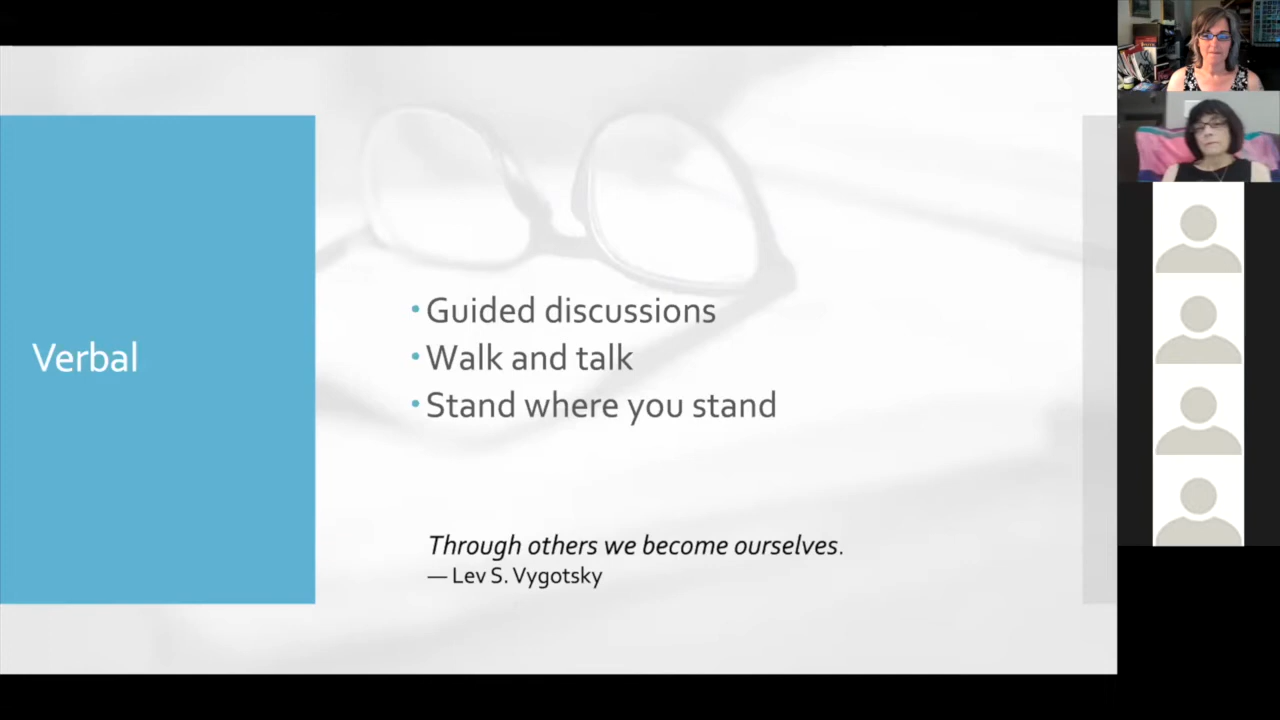 Verbal
• Guided discussions
• Walk and talk
• Stand where you stand
Through others we become ourselves.
— Lev S. Vygotsky